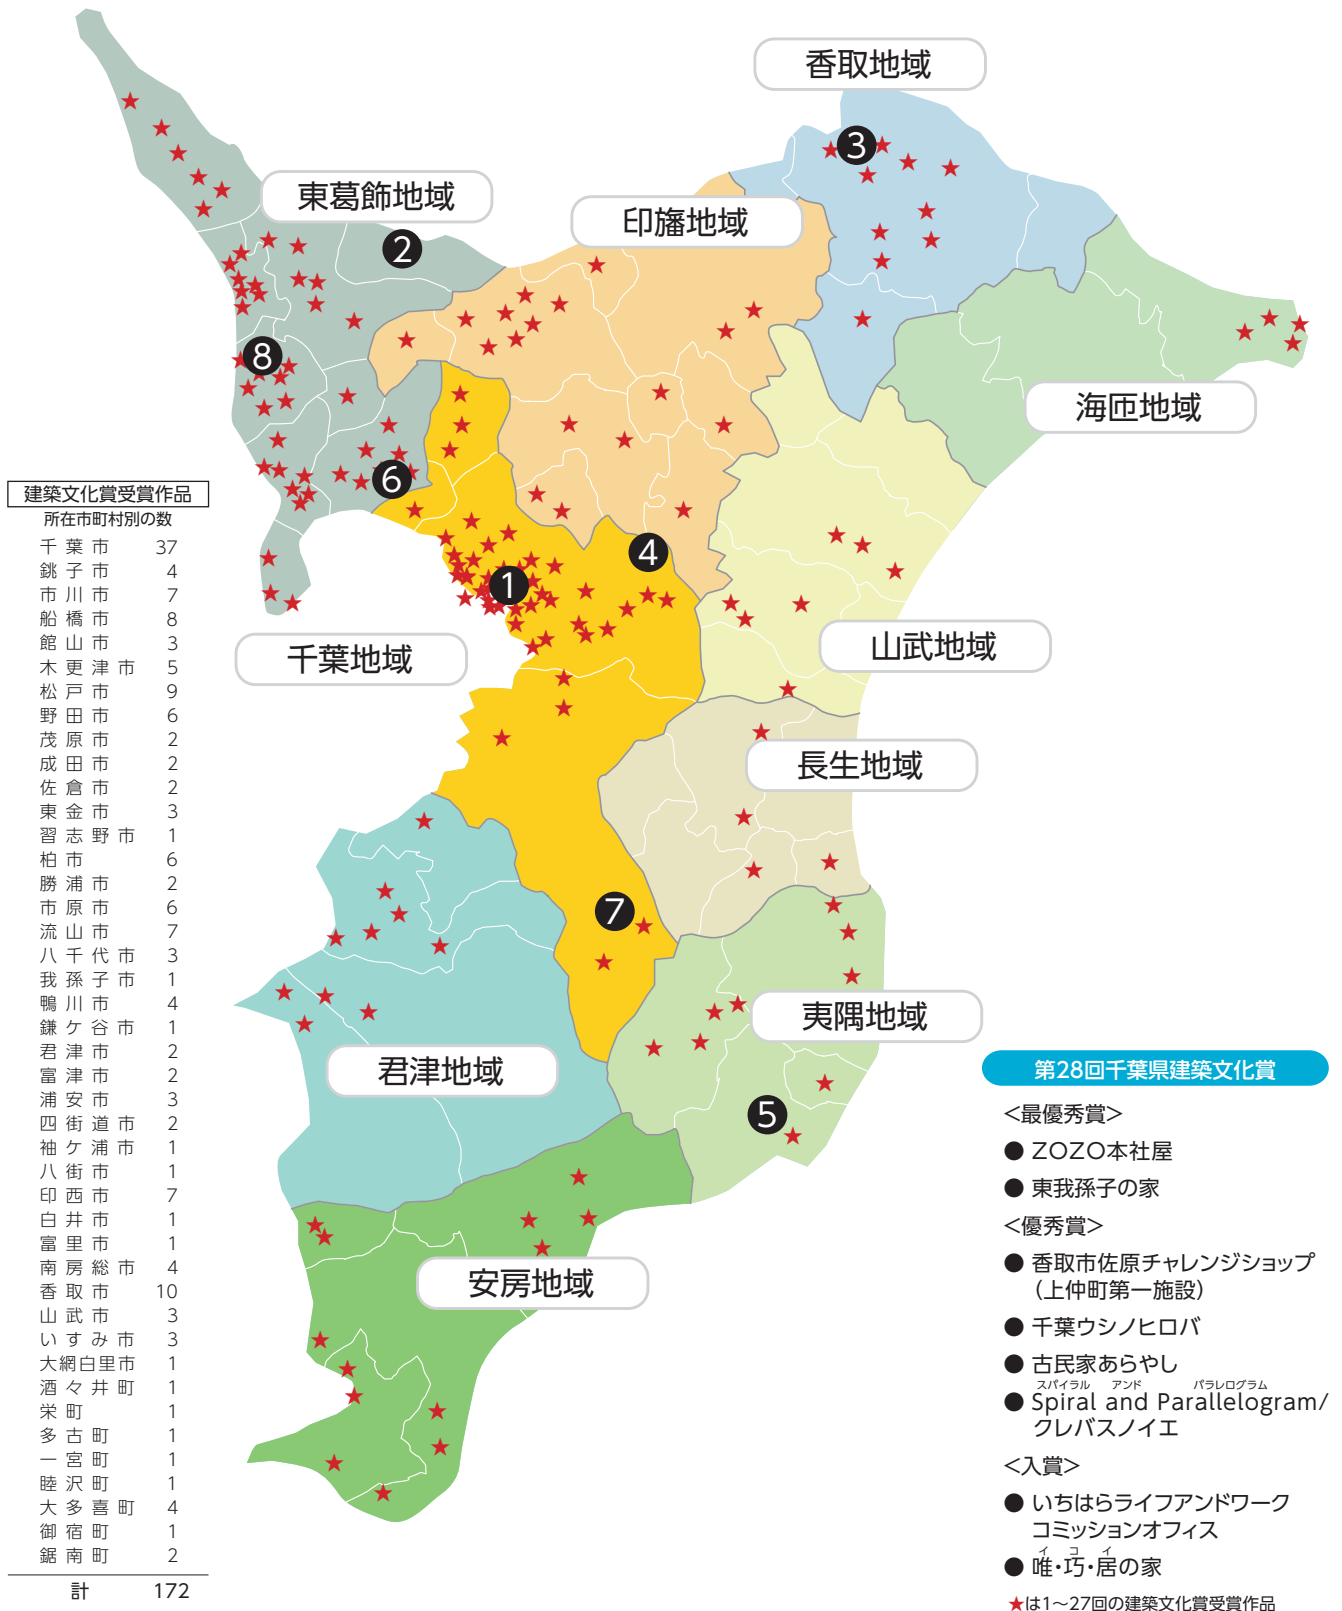 香取地域
3
東葛飾地域
印旛地域
2
8
海匝地域
6
4
1
千葉地域
山武地域
長生地域
7
夷隅地域
君津地域
5
安房地域
建築文化賞受賞作品
所在市町村別の数
千葉市 37
銚子市 4
市川市 7
船橋市 8
館山市 3
木更津市 5
松戸市 9
野田市 6
茂原市 2
成田市 2
佐倉市 2
東金市 3
習志野市 1
柏市 6
勝浦市 2
市原市 6
流山市 7
八千代市 3
我孫子市 1
鴨川市 4
鎌ケ谷市 1
君津市 2
富津市 2
浦安市 3
四街道市 2
袖ケ浦市 1
八街市 1
印西市 7
白井市 1
富里市 1
南房総市 4
香取市 10
山武市 3
いすみ市 3
大網白里市 1
酒々井町 1
栄町 1
多古町 1
一宮町 1
睦沢町 1
大多喜町 4
御宿町 1
鋸南町 2
計 172
第28回千葉県建築文化賞
<最優秀賞>
● ZOZO本社屋
● 東我孫子の家
<優秀賞>
● 香取市佐原チャレンジショップ
(上仲町第一施設)
● 千葉ウシノヒロバ
● 古民家あらやし
スパイラル アンド パラレログラム
● Spiral and Parallelogram/
クレバスノイエ
<入賞>
● いちはらライフアンドワーク
コミッションオフィス
イ コ イ
● 唯・巧・居の家
★は1〜27回の建築文化賞受賞作品